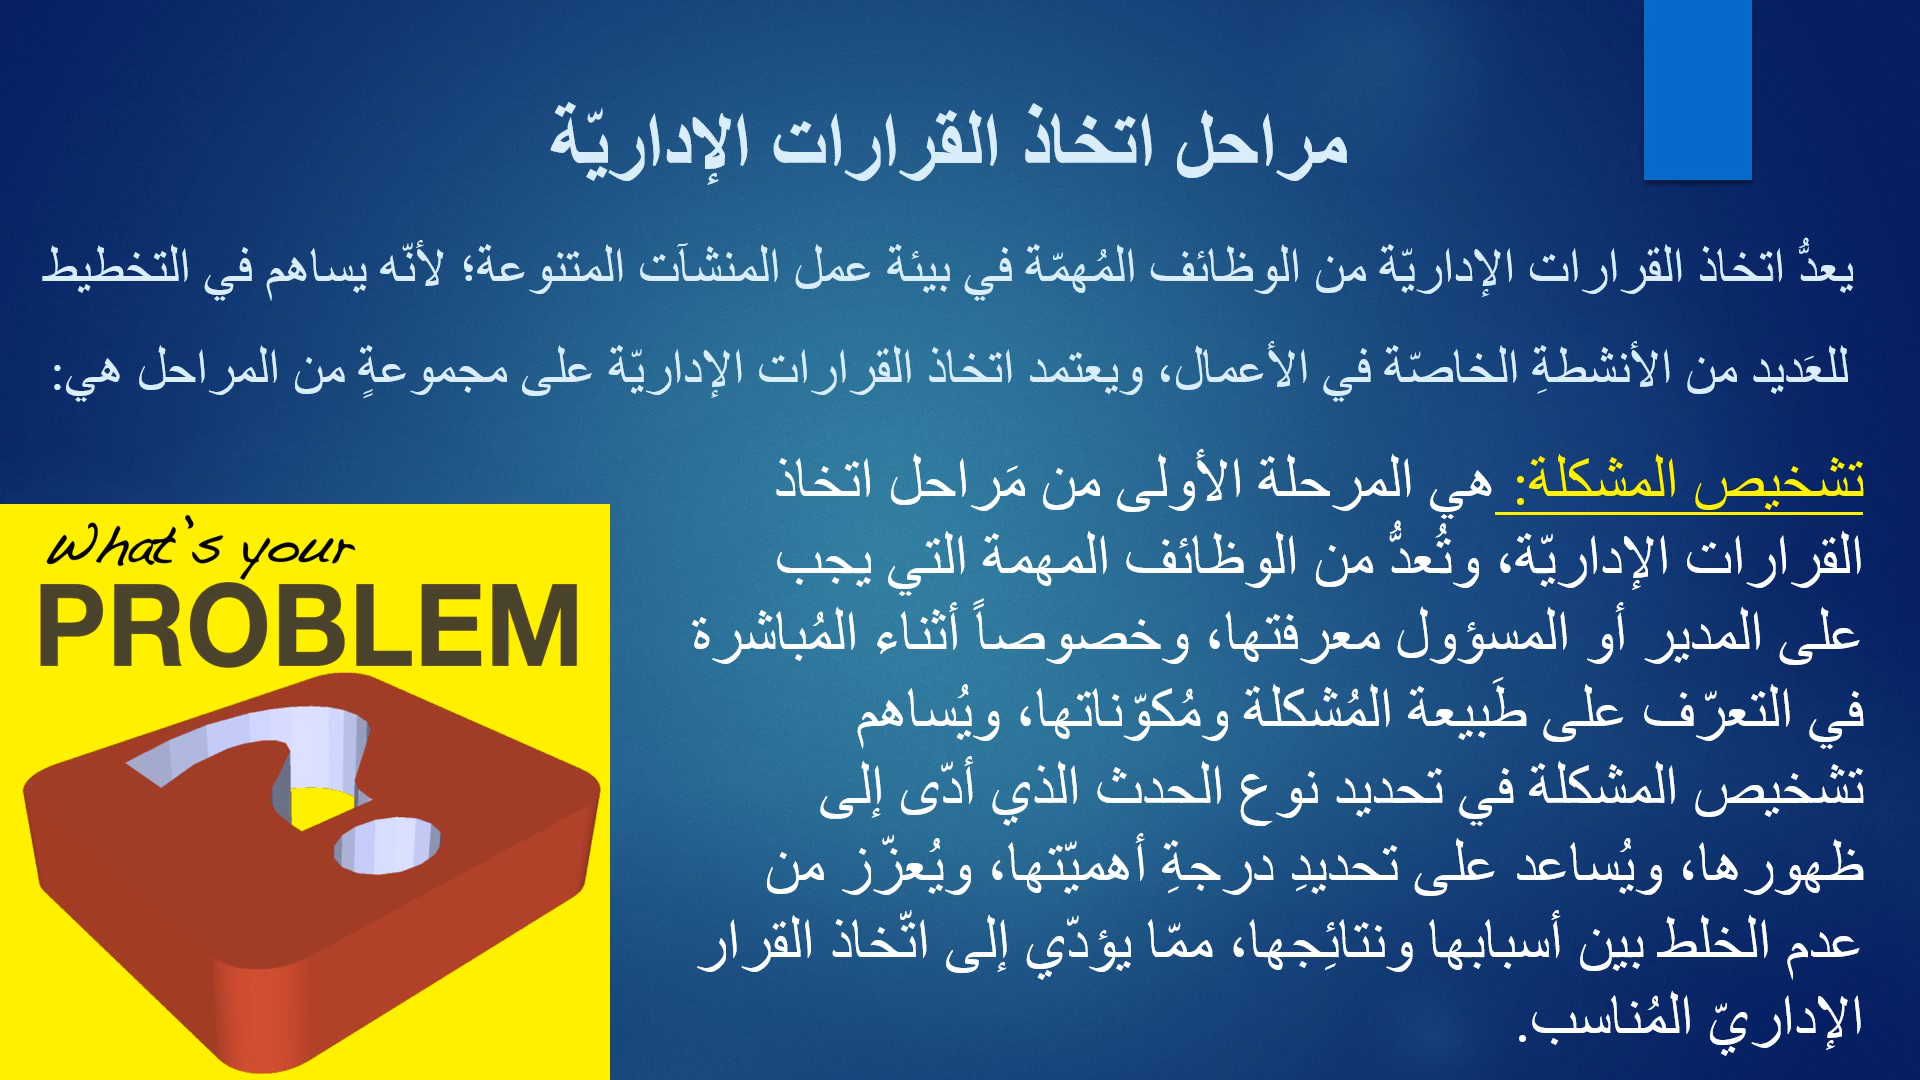 مراحل اتخاذ القرارات الإداريّة
يعدُّ اتخاذ القرارات الإداريّة من الوظائف المُهمّة في بيئة عمل المنشآت المتنوعة؛ لأنّه يساهم في التخطيط
للعَديد من الأنشطةِ الخاصّة في الأعمال، ويعتمد اتخاذ القرارات الإداريّة على مجموعةٍ من المراحل هي:
تشخيص المشكلة: هي المرحلة الأولى من مَراحل اتخاذ
القرارات الإداريّة، وتُعدُّ من الوظائف المهمة التي يجب
على المدير أو المسؤول معرفتها، وخصوصاً أثناء المُباشرة
في التعرّف على طَبيعة المُشكلة ومُكوّناتها، ويُساهم
تشخيص المشكلة في تحديد نوع الحدث الذي أدّى إلى
ظهورها، ويُساعد على تحديدِ درجةِ أهميّتها، ويُعزّز من
عدم الخلط بين أسبابها ونتائِجها، ممّا يؤدّي إلى اتّخاذ القرار
الإداريّ المُناسب.
What's your
PROBLEM